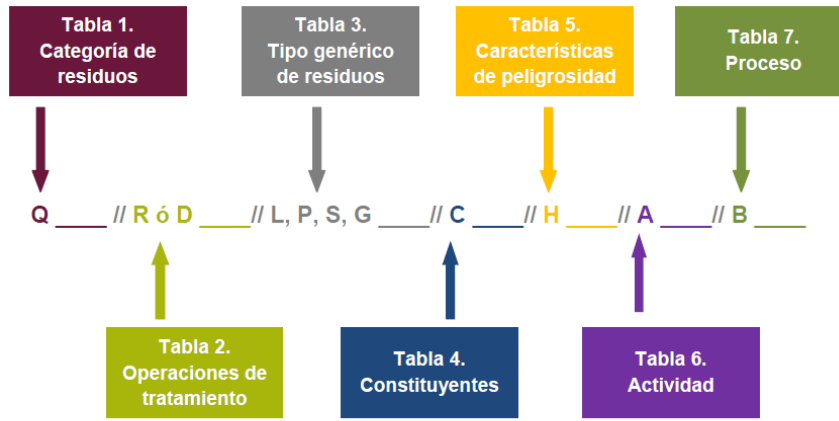 Tabla 1.
Categoría de
residuos
Tabla 3.
Tipo genérico
de residuos
Tabla 5.
Características
de peligrosidad
Tabla 7.
Proceso
Q ____ // R ó D ____ // L, P, S, G ____ // C ____ // H ____ // A ____ // B ____
Tabla 2.
Operaciones de
tratamiento
Tabla 4.
Constituyentes
Tabla 6.
Actividad